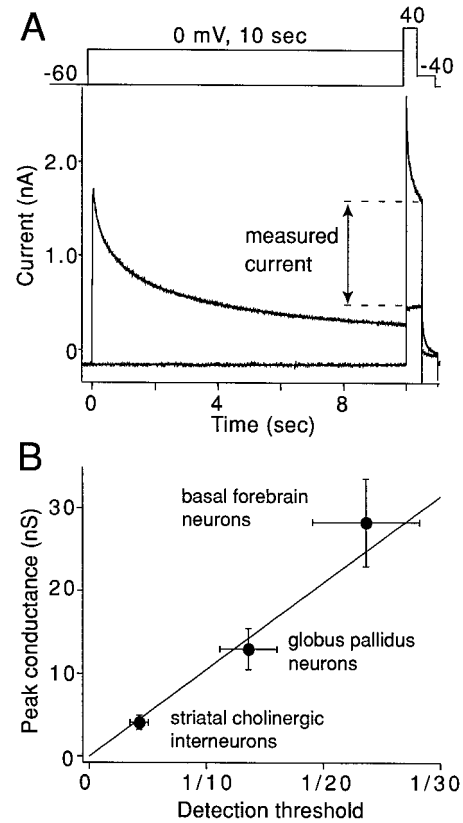 A
0 mV, 10 sec
40
-60
-40
Current (nA)
2.0
1.0
0
measured
current
0 4 8
Time (sec)
B
Peak conductance (nS)
30
20
10
0
basal forebrain
neurons
globus pallidus
neurons
striatal cholinergic
interneurons
0 1/10 1/20 1/30
Detection threshold